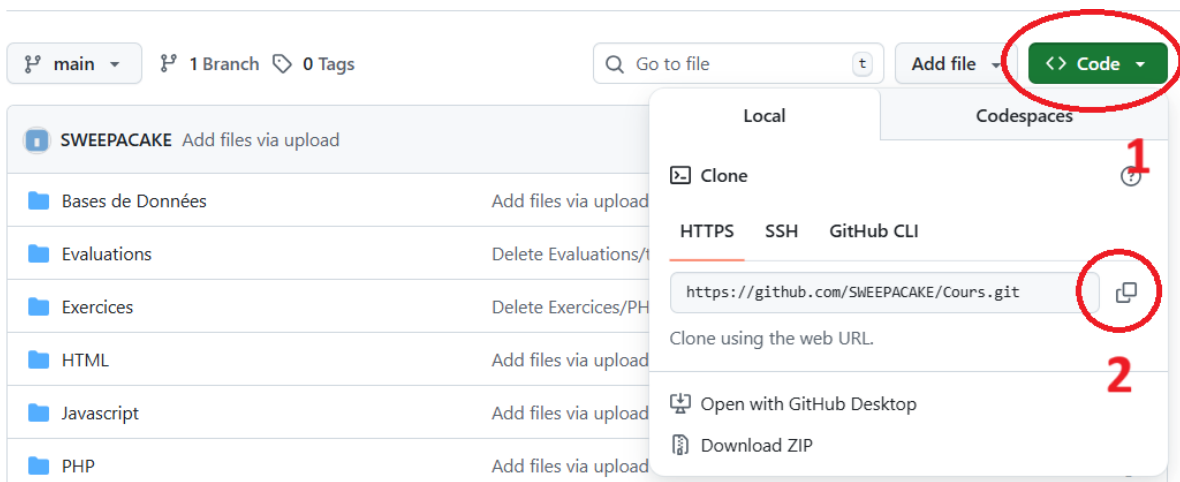 main 1 Branch 0 Tags Go to file t Add file <> Code
Local Codespaces
1
SWEEPACAKE Add files via upload
Clone
Bases de Données Add files via upload
HTTPS SSH GitHub CLI
Evaluations Delete Evaluations/t
https://github.com/SWEEPACAKE/Cours.git
Exercices Delete Exercices/PH
Clone using the web URL.
HTML Add files via upload
2
Open with GitHub Desktop
Javascript Add files via upload
Download ZIP
PHP Add files via upload